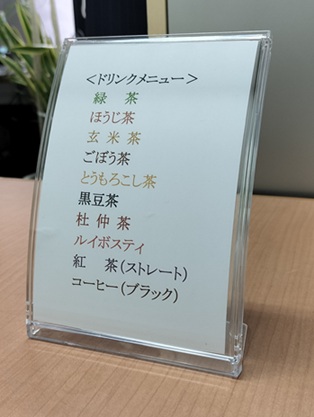 ＜ドリンクメニュー＞
緑　茶
ほうじ茶
玄 米 茶
ごぼう茶
とうもろこし茶
黒豆茶
杜 仲 茶
ルイボスティ
紅　茶（ストレート）
コーヒー（ブラック）